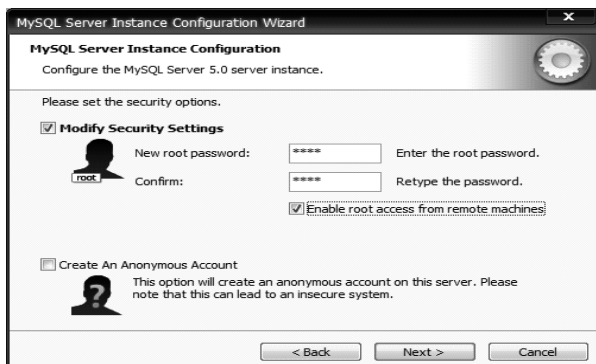 MySQL Server Instance Configuration Wizard
x
MySQL Server Instance Configuration
Configure the MySQL Server 5.0 server instance.
Please set the security options.
Modify Security Settings
root
New root password: **** Enter the root password.
Confirm: **** Retype the password.
Enable root access from remote machines
Create An Anonymous Account
?
This option will create an anonymous account on this server. Please
note that this can lead to an insecure system.
< Back Next > Cancel